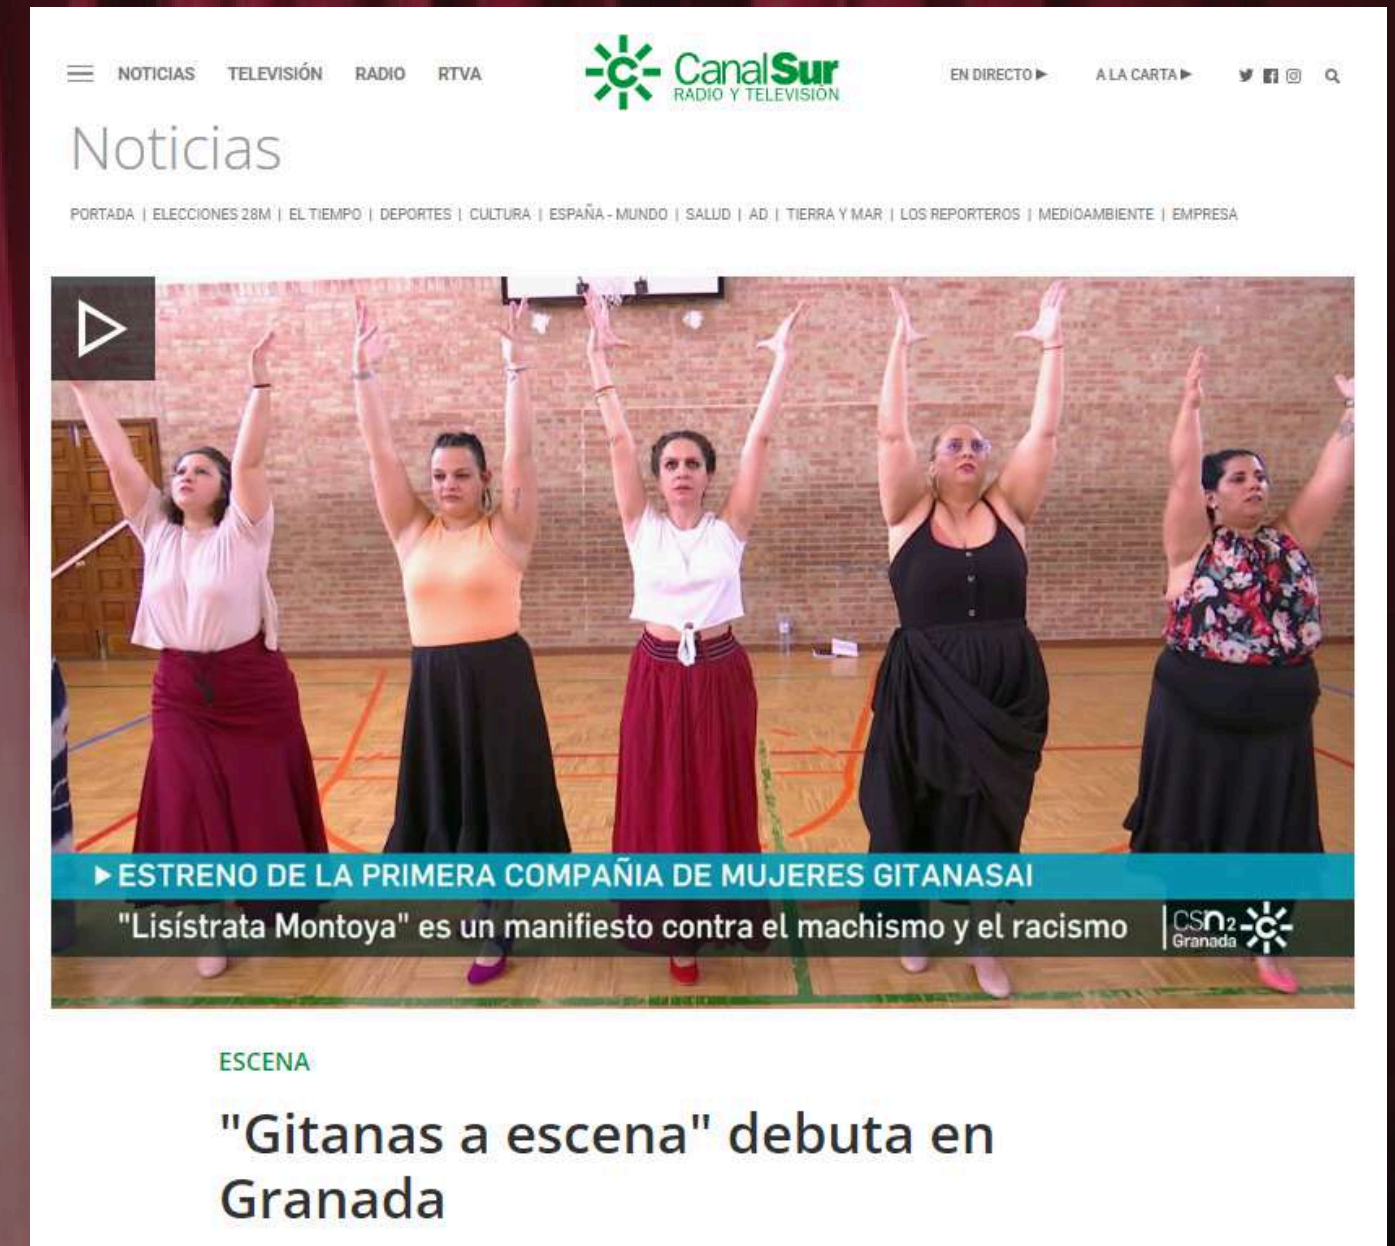 NOTICIAS TELEVISIÓN RADIO RTVA
CanalSur
RADIO Y TELEVISIÓN
EN DIRECTO▶ A LA CARTA▶
Noticias
PORTADA | ELECCIONES 28M | EL TIEMPO | DEPORTES | CULTURA | ESPAÑA - MUNDO | SALUD | AD | TIERRA Y MAR | LOS REPORTEROS | MEDIOAMBIENTE | EMPRESA
▶ESTRENO DE LA PRIMERA COMPAÑIA DE MUJERES GITANASAI
"Lisístrata Montoya" es un manifiesto contra el machismo y el racismo
CSn2
Granada
ESCENA
"Gitanas a escena" debuta en
Granada